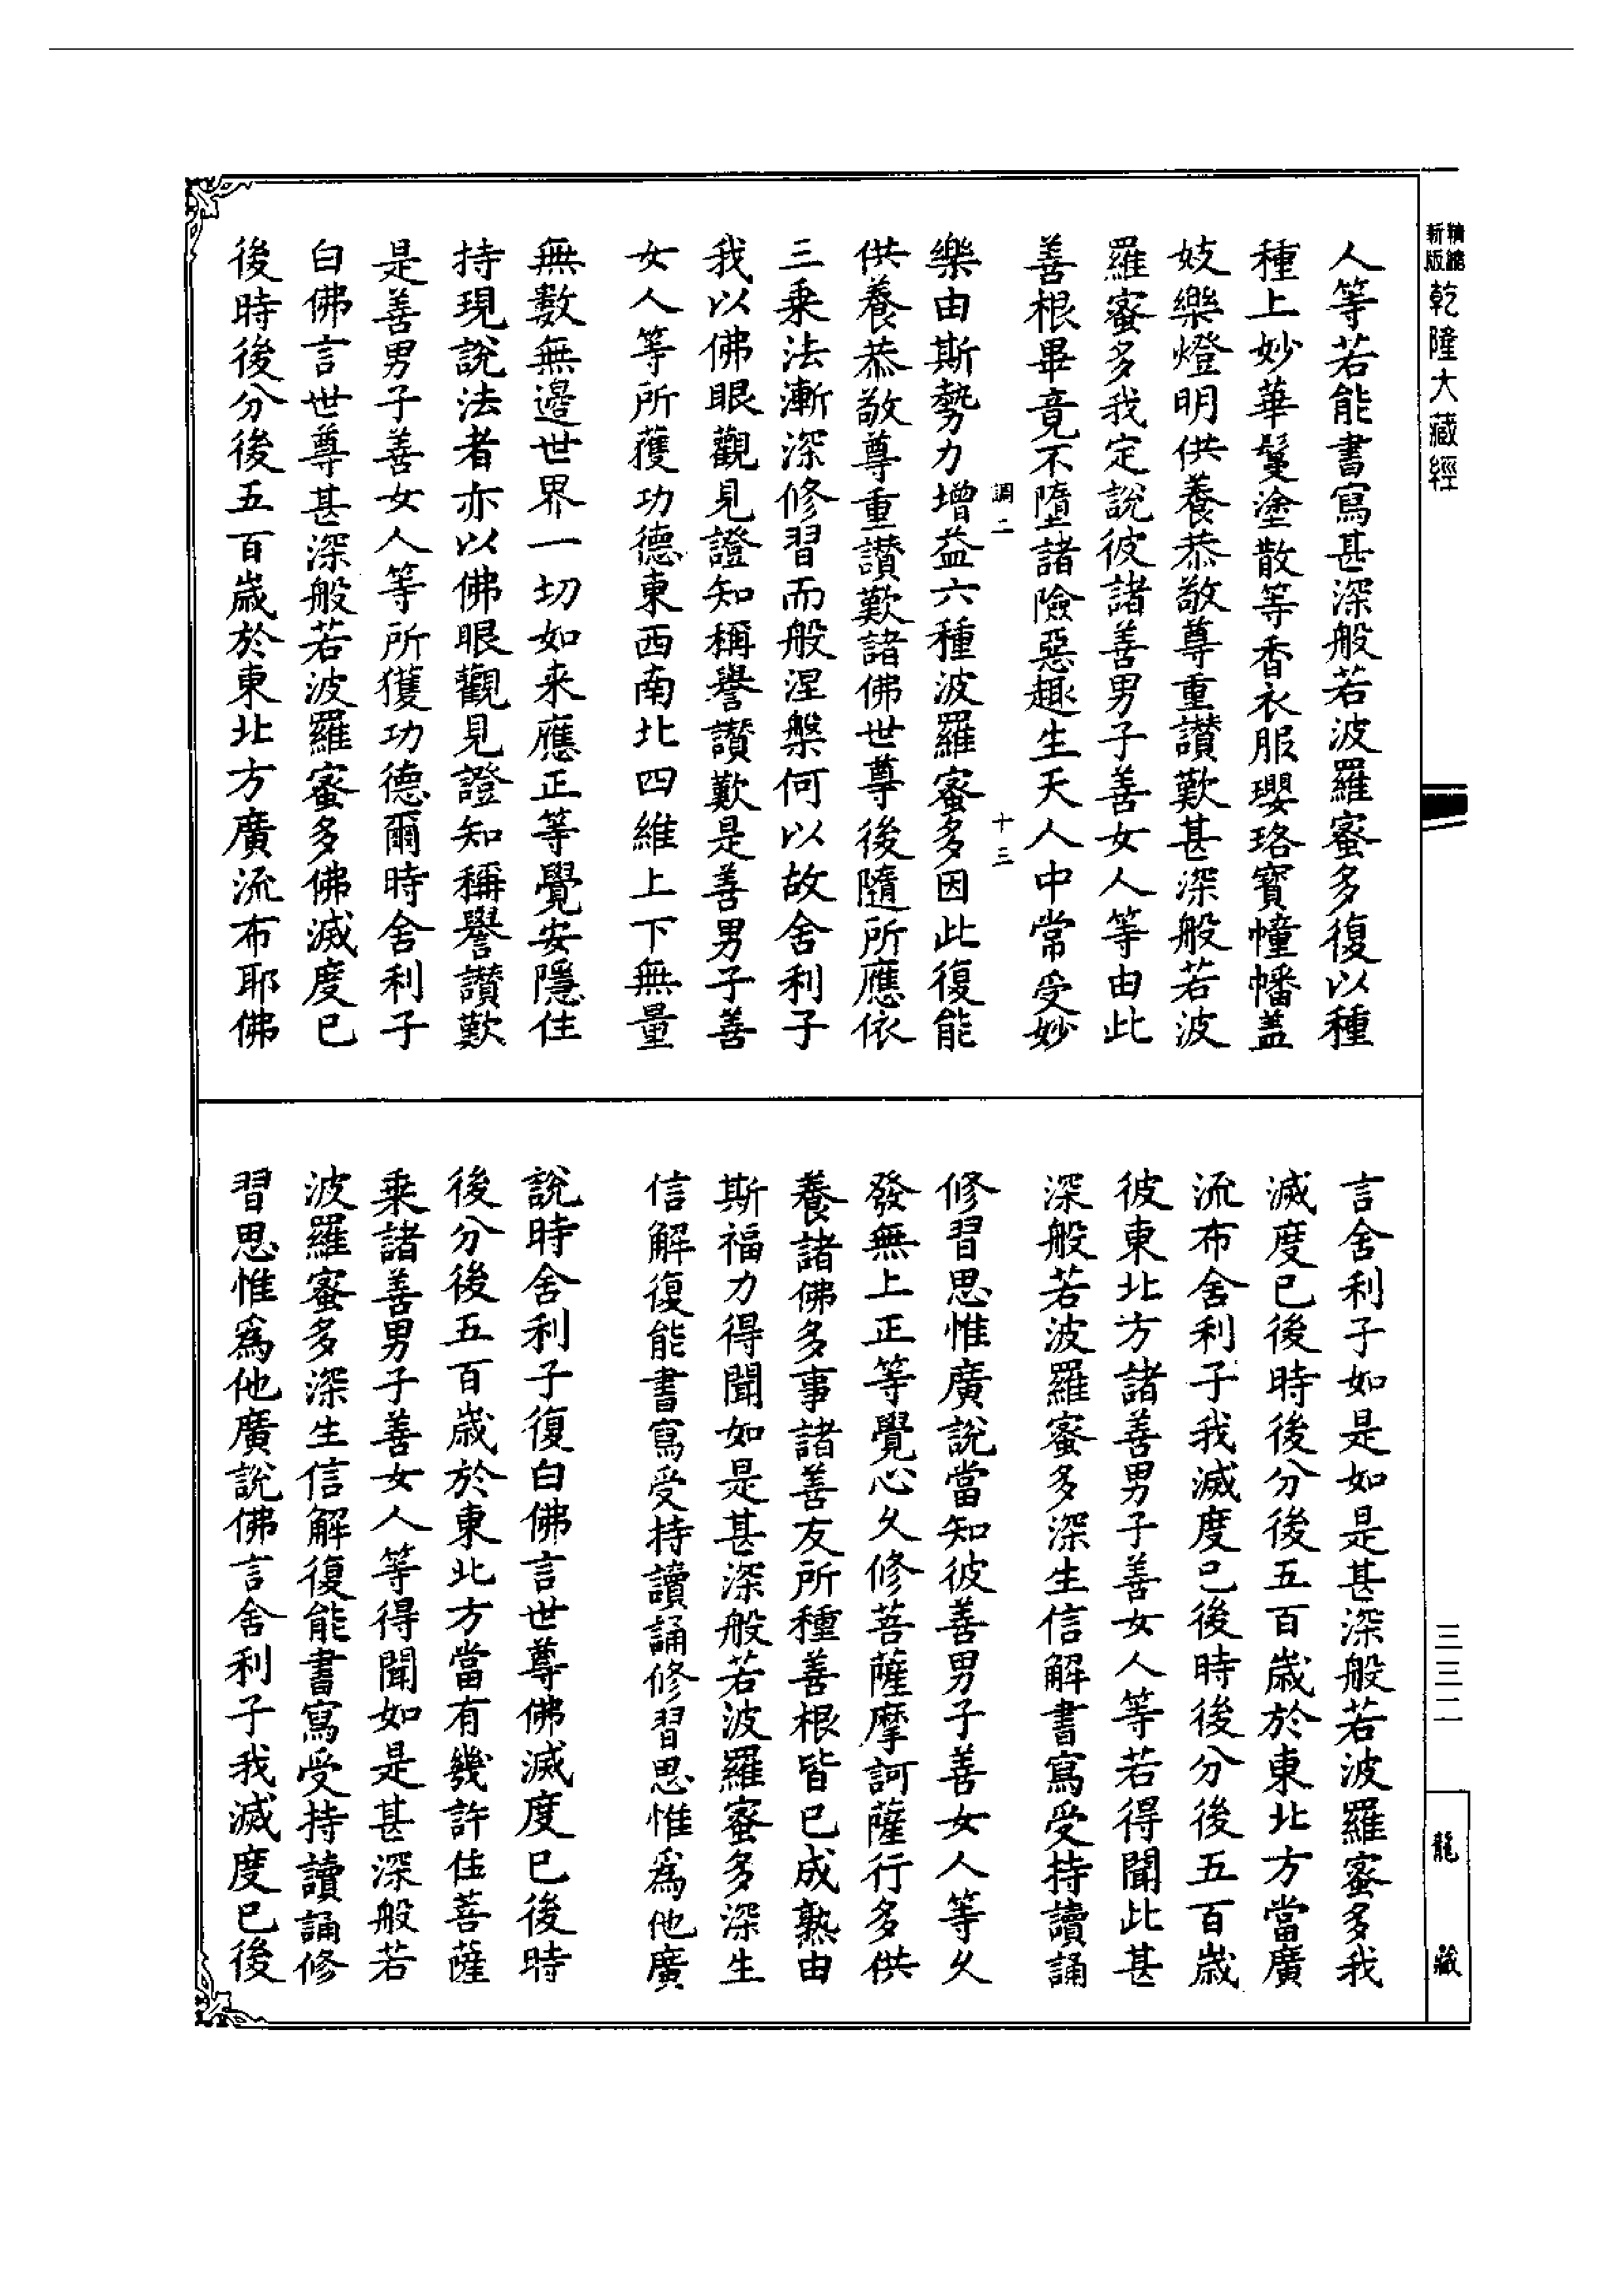 精縮新版乾隆大藏經
人等若能書寫甚深般若波羅蜜多復以種
種上妙華鬘塗散等香衣服瓔珞寶幢幡蓋
妓樂燈明供養恭敬尊重讃歎甚深般若波
羅蜜多我定說彼諸善男子善女人等由此
善根畢竟不墮諸險惡趣生天人中常受妙
調二 十三
樂由斯勢力增益六種波羅蜜多因此復能
供養恭敬尊重讃歎諸佛世尊後隨所應依
三乗法漸深修習而般涅槃何以故舍利子
我以佛眼觀見證知稱譽讃歎是善男子善
女人等所獲功德東西南北四維上下無量
無數無邊世界一切如来應正等覺安隱住
持現說法者亦以佛眼觀見證知稱譽讃歎
是善男子善女人等所獲功德爾時舍利子
白佛言世尊甚深般若波羅蜜多佛滅度已
後時後分後五百歲於東北方廣流布耶佛
言舍利子如是如是甚深般若波羅蜜多我
滅度已後時後分後五百歲於東北方當廣
流布舍利子我滅度已後時後分後五百歲
彼東北方諸善男子善女人等若得聞此甚
深般若波羅蜜多深生信解書寫受持讀誦
修習思惟廣說當知彼善男子善女人等久
發無上正等覺心久修菩薩摩訶薩行多供
養諸佛多事諸善友所種善根皆已成熟由
斯福力得聞如是甚深般若波羅蜜多深生
信解復能書寫受持讀誦修習思惟爲他廣
說時舍利子復白佛言世尊佛滅度已後時
後分後五百歲於東北方當有幾許住菩薩
乗諸善男子善女人等得聞如是甚深般若
波羅蜜多深生信解復能書寫受持讀誦修
習思惟爲他廣說佛言舍利子我滅度已後
三三二
龍藏